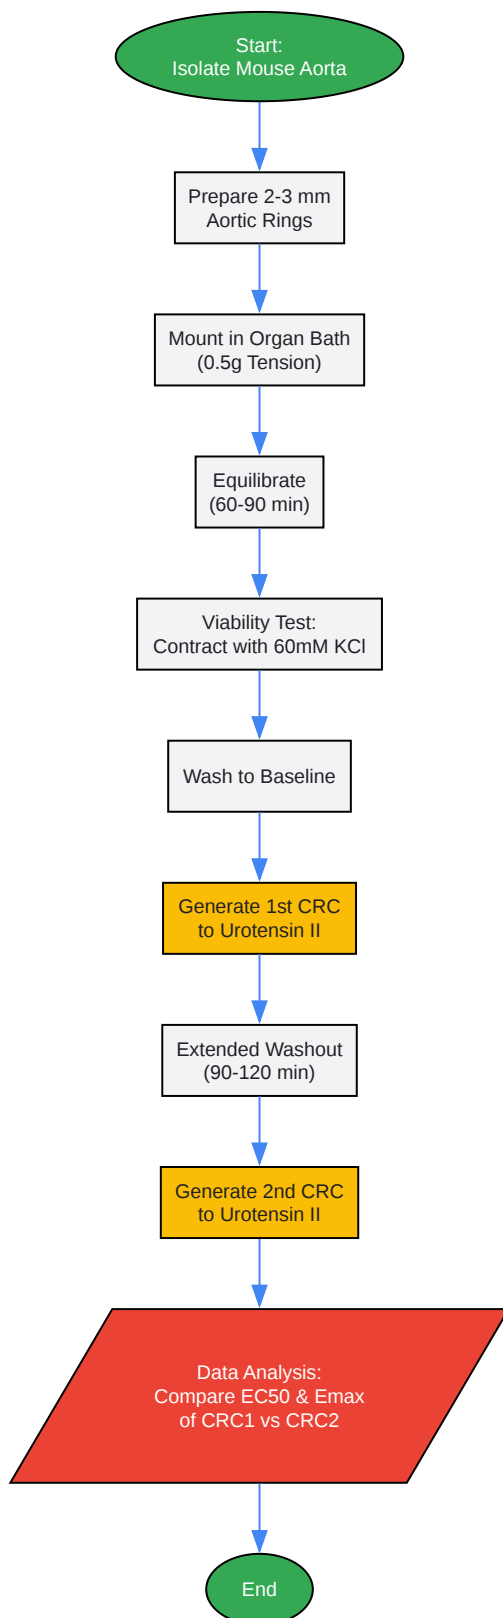 Start:
Isolate Mouse Aorta
Prepare 2-3 mm
Aortic Rings
Mount in Organ Bath
(0.5g Tension)
Equilibrate
(60-90 min)
Viability Test:
Contract with 60mM KCl
Wash to Baseline
Generate 1st CRC
to Urotensin II
Extended Washout
(90-120 min)
Generate 2nd CRC
to Urotensin II
Data Analysis:
Compare EC50 & Emax
of CRC1 vs CRC2
End